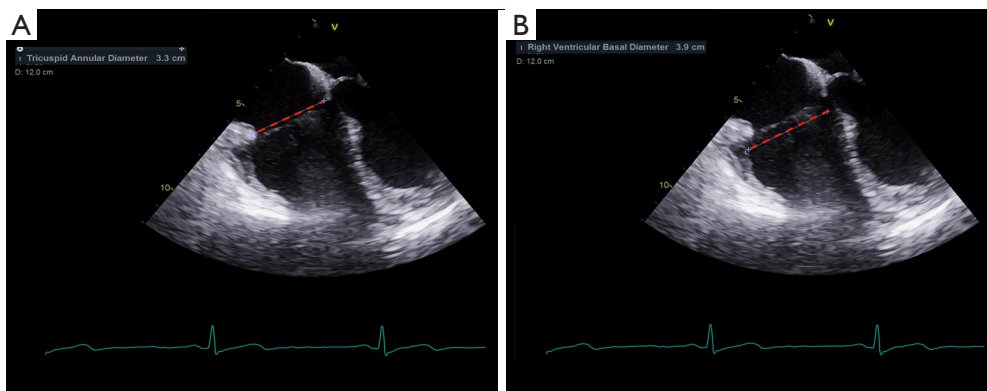 A
V
1 Tricuspid Annular Diameter 3.3 cm
D: 12.0 cm
5
10
B
V
1 Right Ventricular Basal Diameter 3.9 cm
D: 12.0 cm
5
10